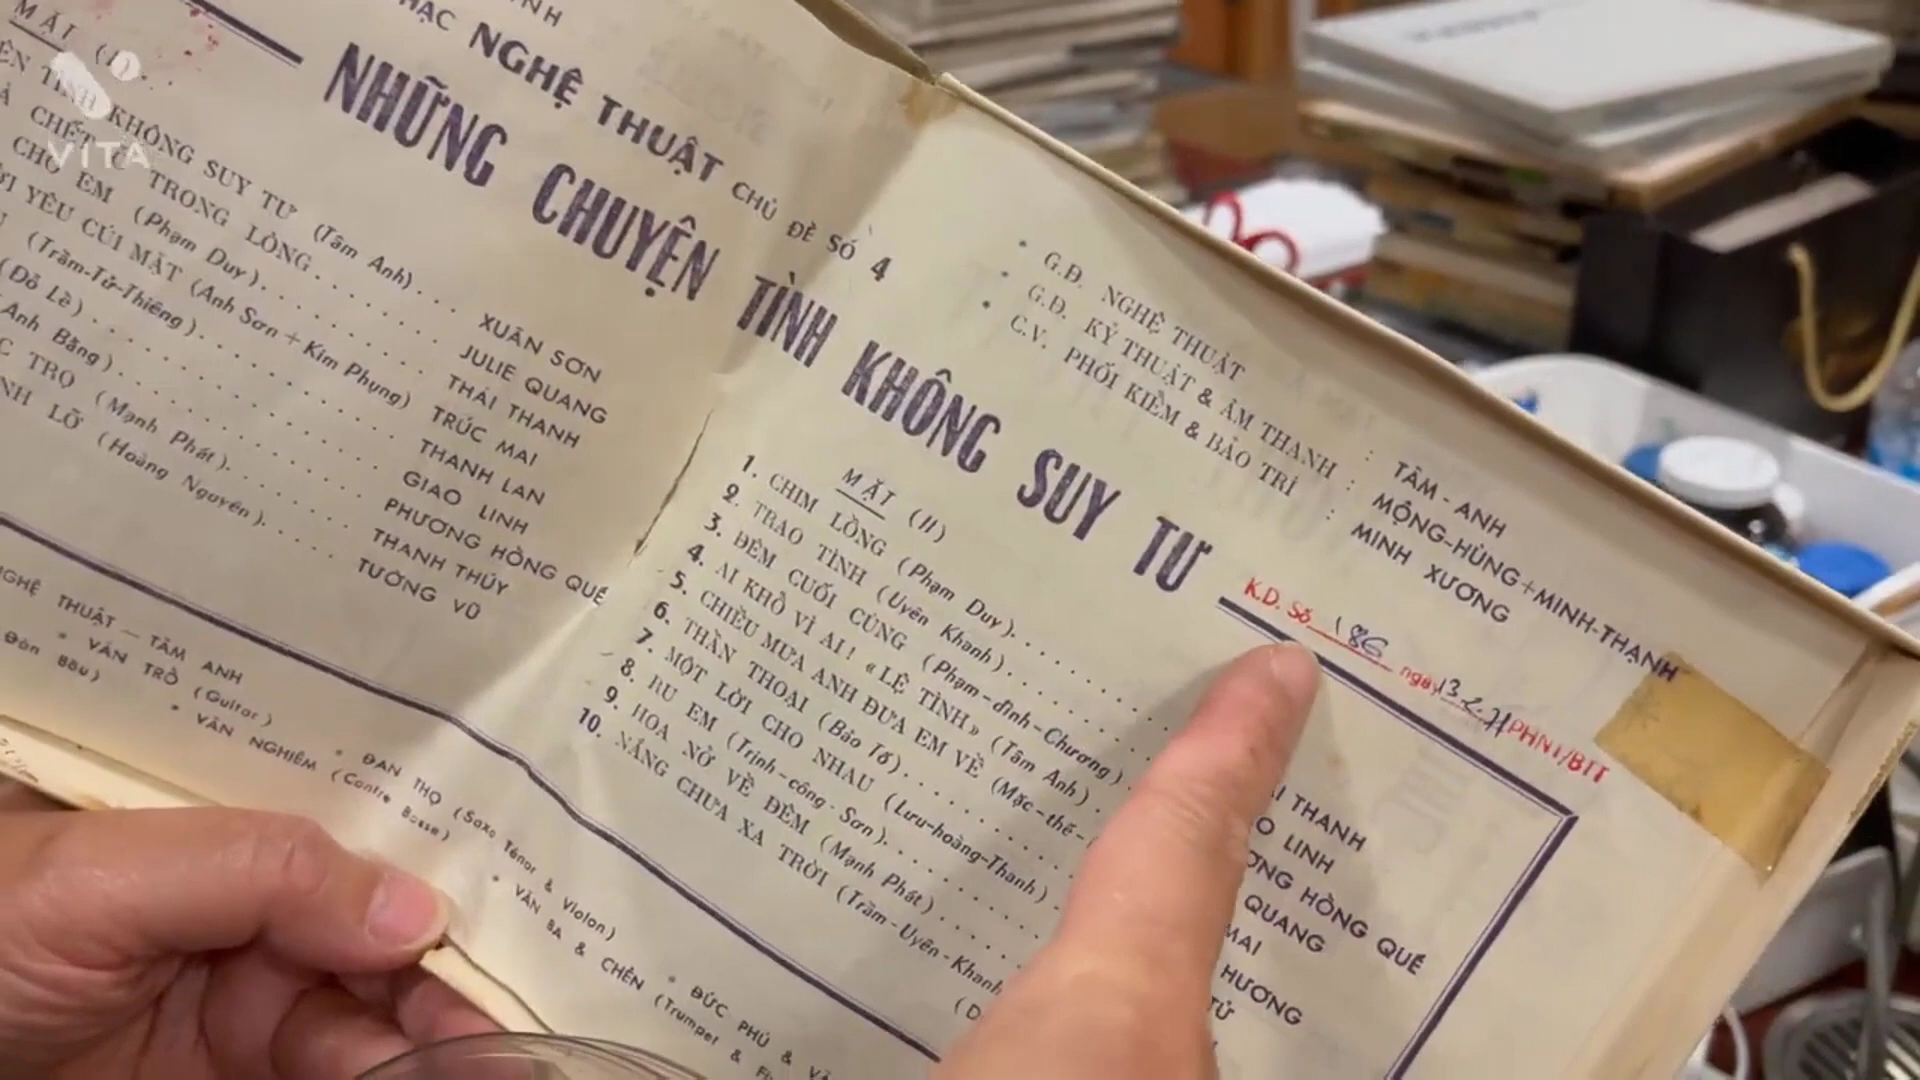 VITA
NGHỆ THUẬT CHỦ ĐỀ SỐ 4
NHỮNG CHUYỆN TÌNH KHÔNG SUY TƯ
MẶT (I)
TÌNH KHÔNG SUY TƯ (Tâm Anh) . . . XUÂN SƠN
CHẾT TỪ TRONG LÒNG . . . JULIE QUANG
CHO EM (Phạm Duy) . . . THÁI THANH
YÊU CÚI MẶT (Anh Sơn + Kim Phụng) TRÚC MAI
(Trầm-Tử-Thiêng) . . . THANH LAN
(Đỗ Lễ) . . . GIAO LINH
Anh Bằng) . . . PHƯƠNG HỒNG QUẾ
TRỌ (Mạnh Phát) . . . THANH THÚY
LỠ (Hoàng Nguyên) . . . TƯỜNG VŨ
* G.Đ. NGHỆ THUẬT : TÂM-ANH
* G.Đ. KỸ THUẬT & ÂM THANH : MỘNG-HÙNG+MINH-THẠNH
* C.V. PHỐI KIỂM & BẢO TRÌ : MINH XƯƠNG
K.D. Số 186 ngày 13-2-71 PHNT/BTT
MẶT (II)
1. CHIM LỒNG (Phạm Duy) . . . THANH
2. TRAO TÌNH (Uyên Khanh) . . . LINH
3. ĐÊM CUỐI CÙNG (Phạm-đình-Chương) HỒNG QUẾ
4. AI KHỔ VÌ AI! « LỆ TÌNH » (Tâm Anh) . QUANG
5. CHIỀU MƯA ANH ĐƯA EM VỀ (Mặc-thế- MAI
6. THẦN THOẠI (Bảo Tố) . . . HƯƠNG
7. MỘT LỜI CHO NHAU (Lưu-hoàng-Thanh)
8. RU EM (Trịnh-công-Sơn) . . .
9. HOA NỞ VỀ ĐÊM (Mạnh Phát) . . .
10. NẮNG CHƯA XA TRỜI (Trầm-Uyên-Khanh
THUẬT — TÂM ANH
* VĂN TRỔ (Guitar)
Đàn Bầu)
* ĐAN THỌ (Saxo Ténor & Violon)
* VĂN NGHIÊM (Contre Basse)
* ĐỨC PHÚ &
* VĂN BA & CHÊN (Trumpet &